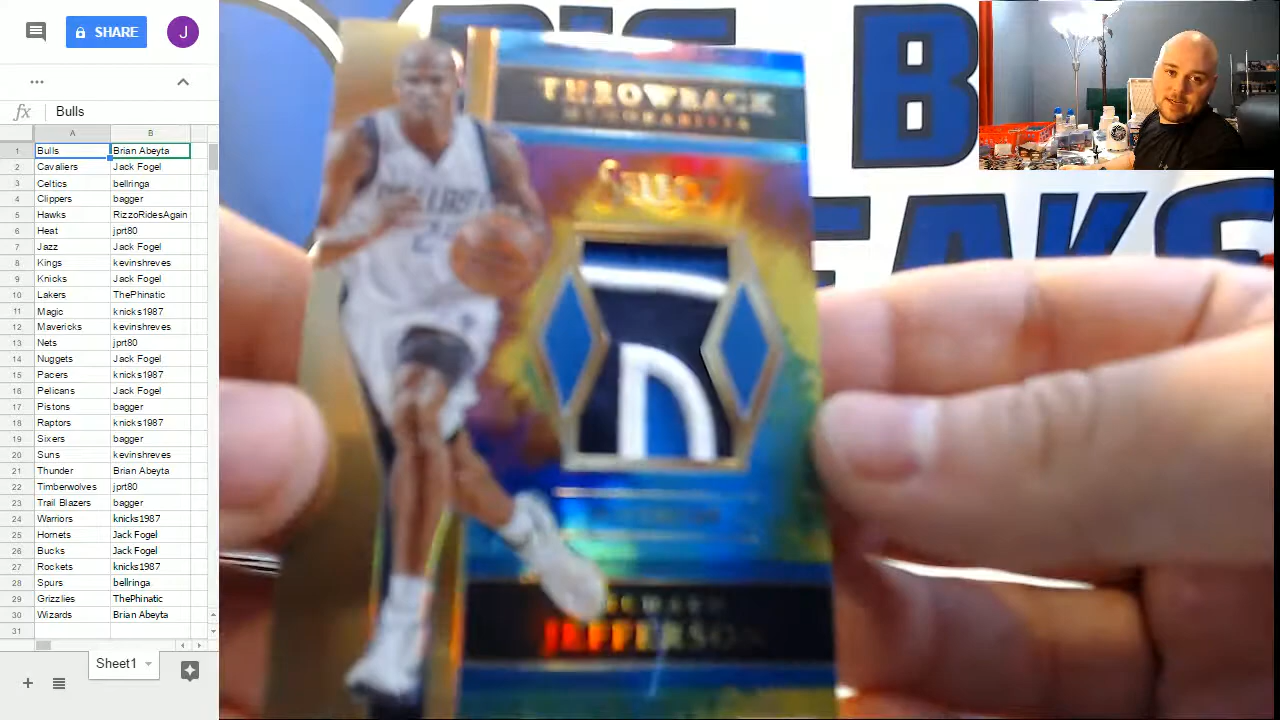 SHARE
J
...
fx Bulls
A B
1 Bulls Brian Abeyta
2 Cavaliers Jack Fogel
3 Celtics bellringa
4 Clippers bagger
5 Hawks RizzoRidesAgain
6 Heat jprt80
7 Jazz Jack Fogel
8 Kings kevinshreves
9 Knicks Jack Fogel
10 Lakers ThePhinatic
11 Magic knicks1987
12 Mavericks kevinshreves
13 Nets jprt80
14 Nuggets Jack Fogel
15 Pacers knicks1987
16 Pelicans Jack Fogel
17 Pistons bagger
18 Raptors knicks1987
19 Sixers bagger
20 Suns kevinshreves
21 Thunder Brian Abeyta
22 Timberwolves jprt80
23 Trail Blazers bagger
24 Warriors knicks1987
25 Hornets Jack Fogel
26 Bucks Jack Fogel
27 Rockets knicks1987
28 Spurs bellringa
29 Grizzlies ThePhinatic
30 Wizards Brian Abeyta
31
Sheet1
THROWBACK
MEMORABILIA
SELECT
RICHARD
JEFFERSON